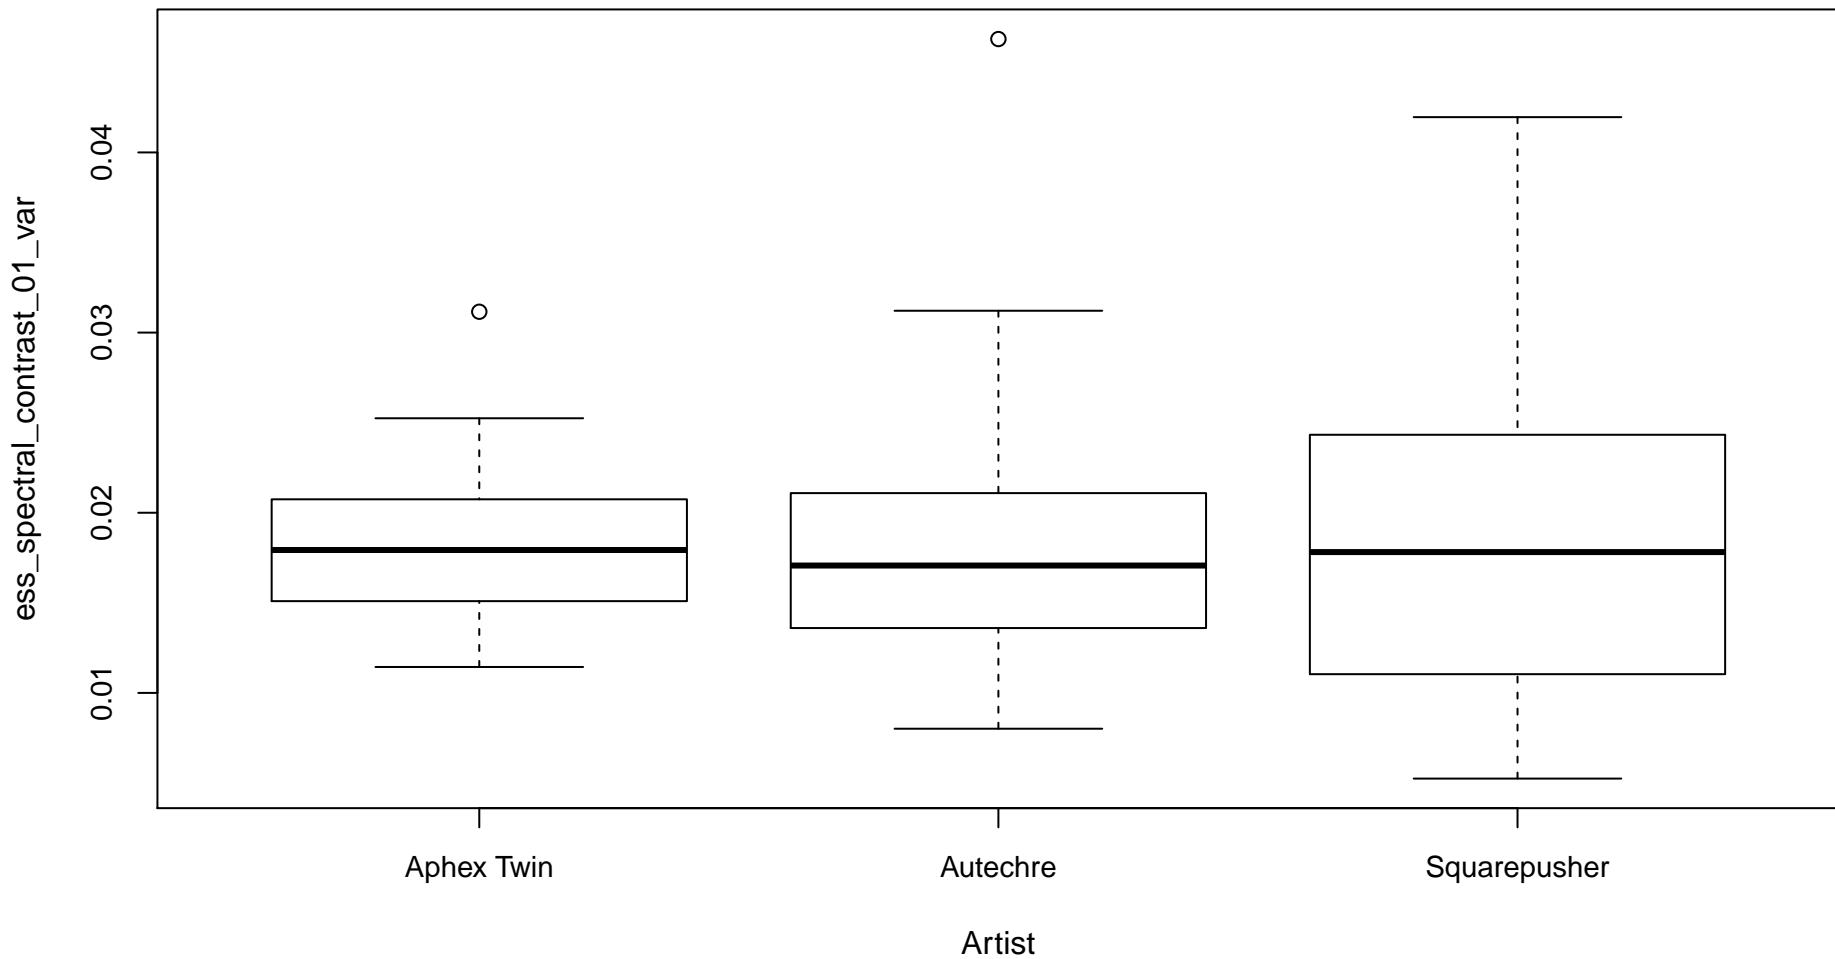 ess_spectral_contrast_01_var
0.04
0.03
0.02
0.01
Aphex Twin Autechre Squarepusher
Artist